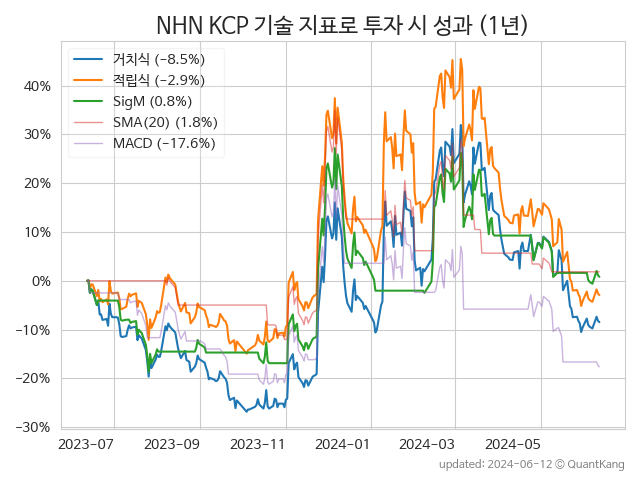 NHN KCP 기술 지표로 투자 시 성과 (1년)
거치식 (−8.5%)
적립식 (−2.9%)
SigM (0.8%)
SMA(20) (1.8%)
MACD (−17.6%)
40%
30%
20%
10%
0%
−10%
−20%
−30%
2023-07 2023-09 2023-11 2024-01 2024-03 2024-05
updated: 2024-06-12 © QuantKang